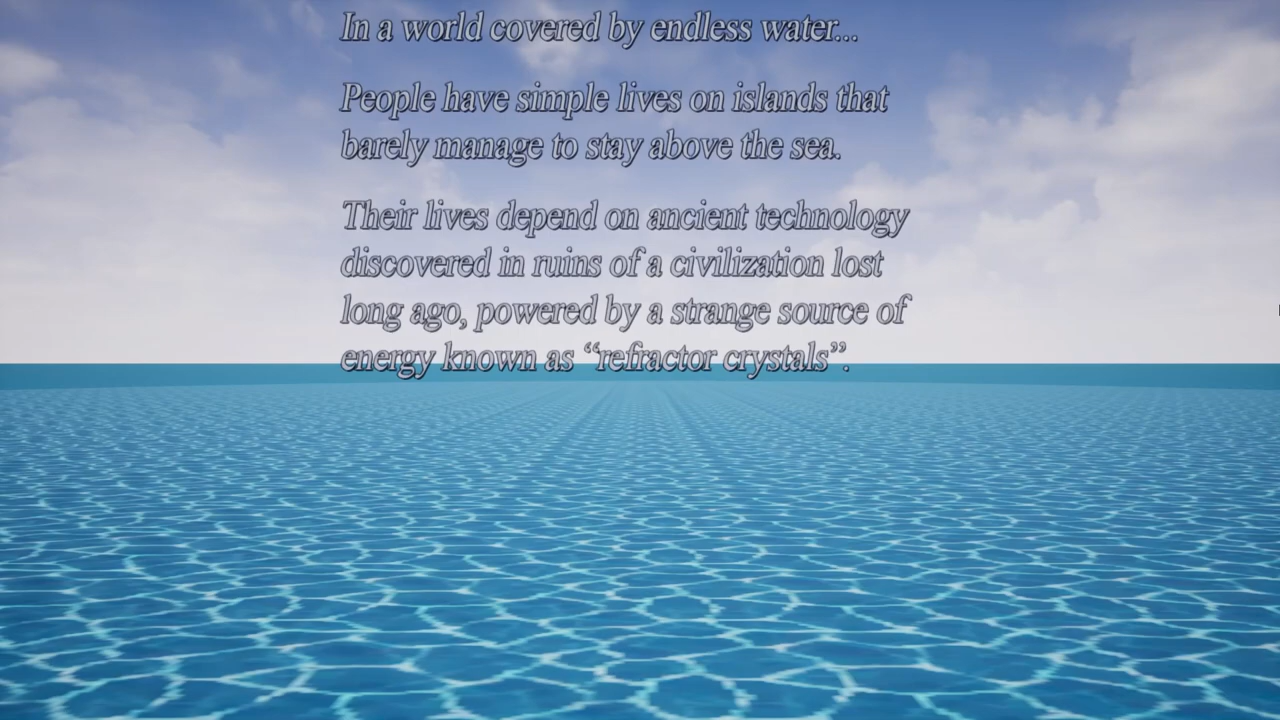 In a world covered by endless water...
People have simple lives on islands that
barely manage to stay above the sea.
Their lives depend on ancient technology
discovered in ruins of a civilization lost
long ago, powered by a strange source of
energy known as “refractor crystals”.